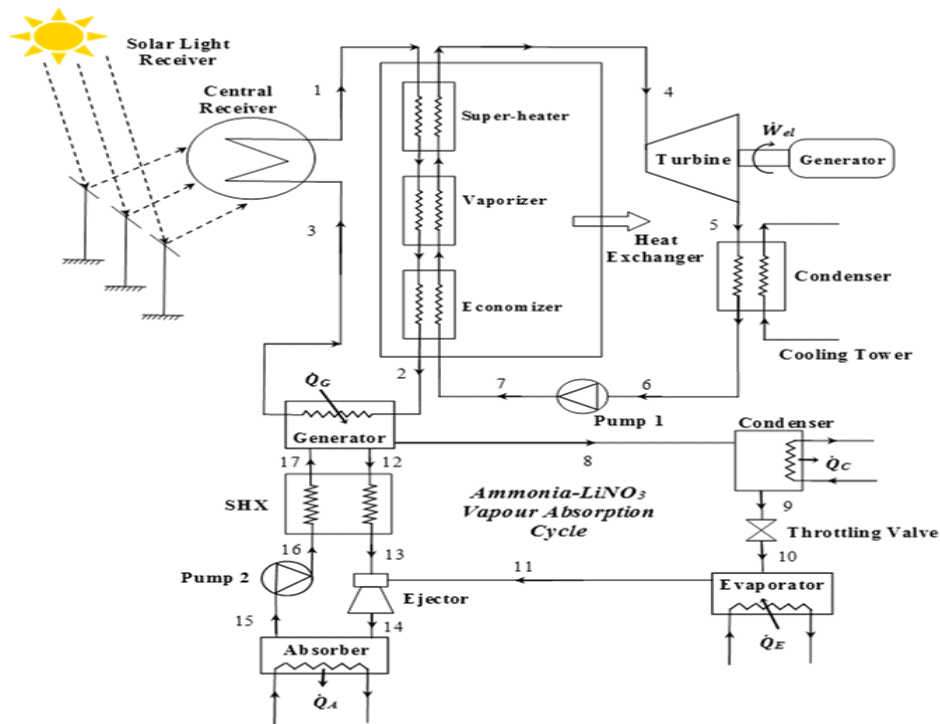 Solar Light
Receiver
Central
Receiver
1
Super-heater
4
Turbine
Ẇel
Generator
Vaporizer
3
Heat
Exchanger
5
Condenser
Economizer
Cooling Tower
2
7
6
Pump 1
Q̇G
Generator
Condenser
8
Q̇C
17
12
SHX
Ammonia-LiNO3
Vapour Absorption
Cycle
9
Throttling Valve
16
13
10
Pump 2
11
Evaporator
Ejector
15
14
Q̇E
Absorber
Q̇A